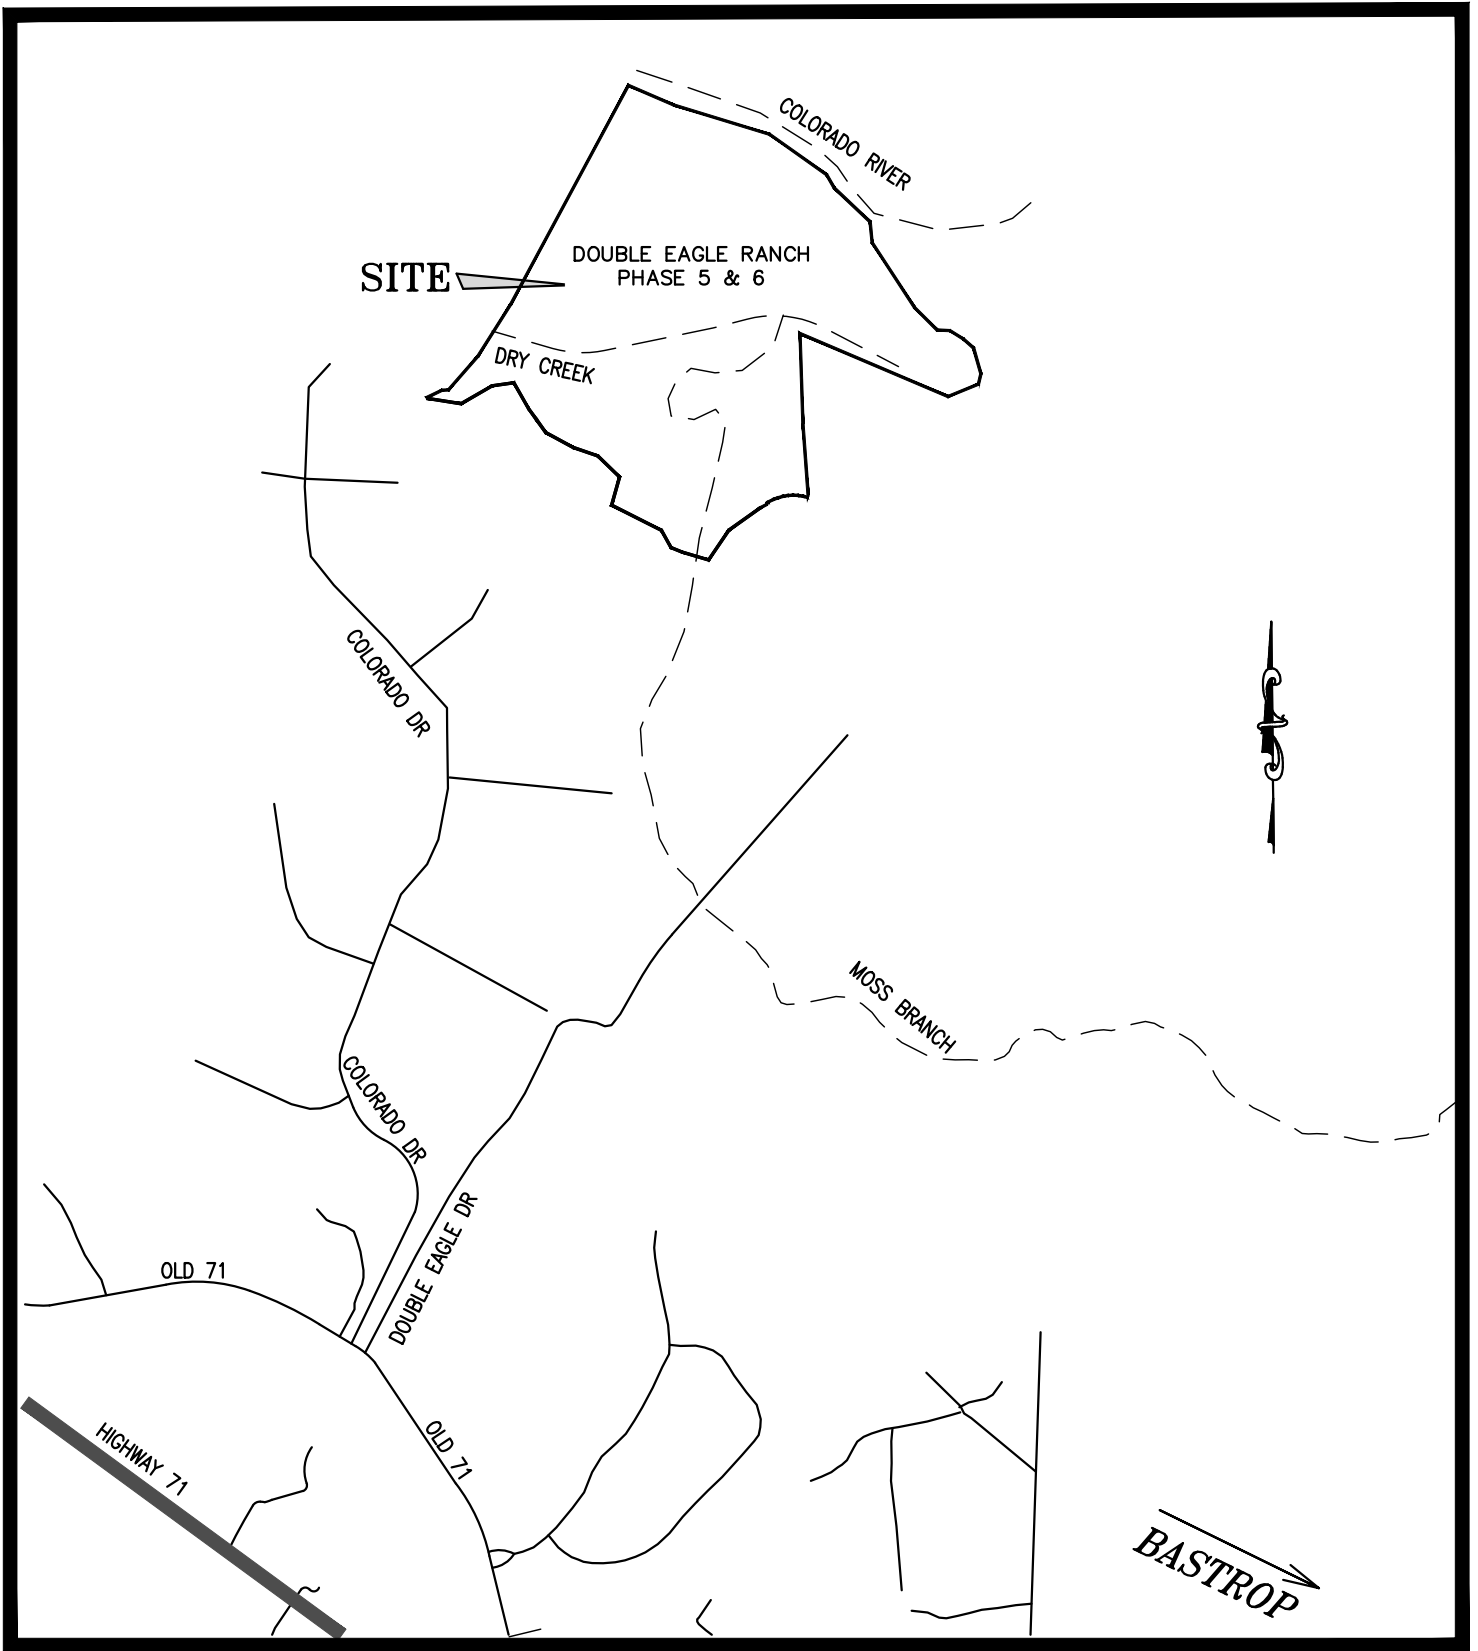 COLORADO RIVER
DOUBLE EAGLE RANCH
PHASE 5 & 6
SITE
DRY CREEK
COLORADO DR
MOSS BRANCH
COLORADO DR
DOUBLE EAGLE DR
OLD 71
OLD 71
HIGHWAY 71
BASTROP